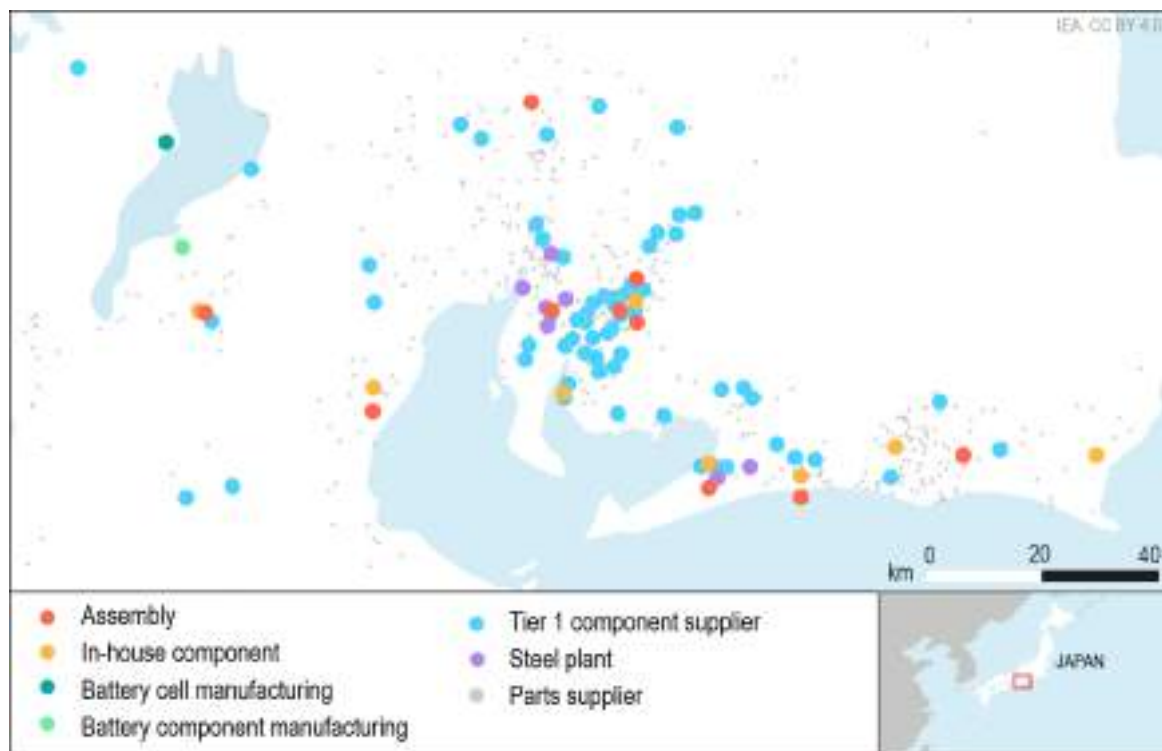 IEA. CC BY 4.0
0 20 40
km
Assembly
In-house component
Battery cell manufacturing
Battery component manufacturing
Tier 1 component supplier
Steel plant
Parts supplier
JAPAN